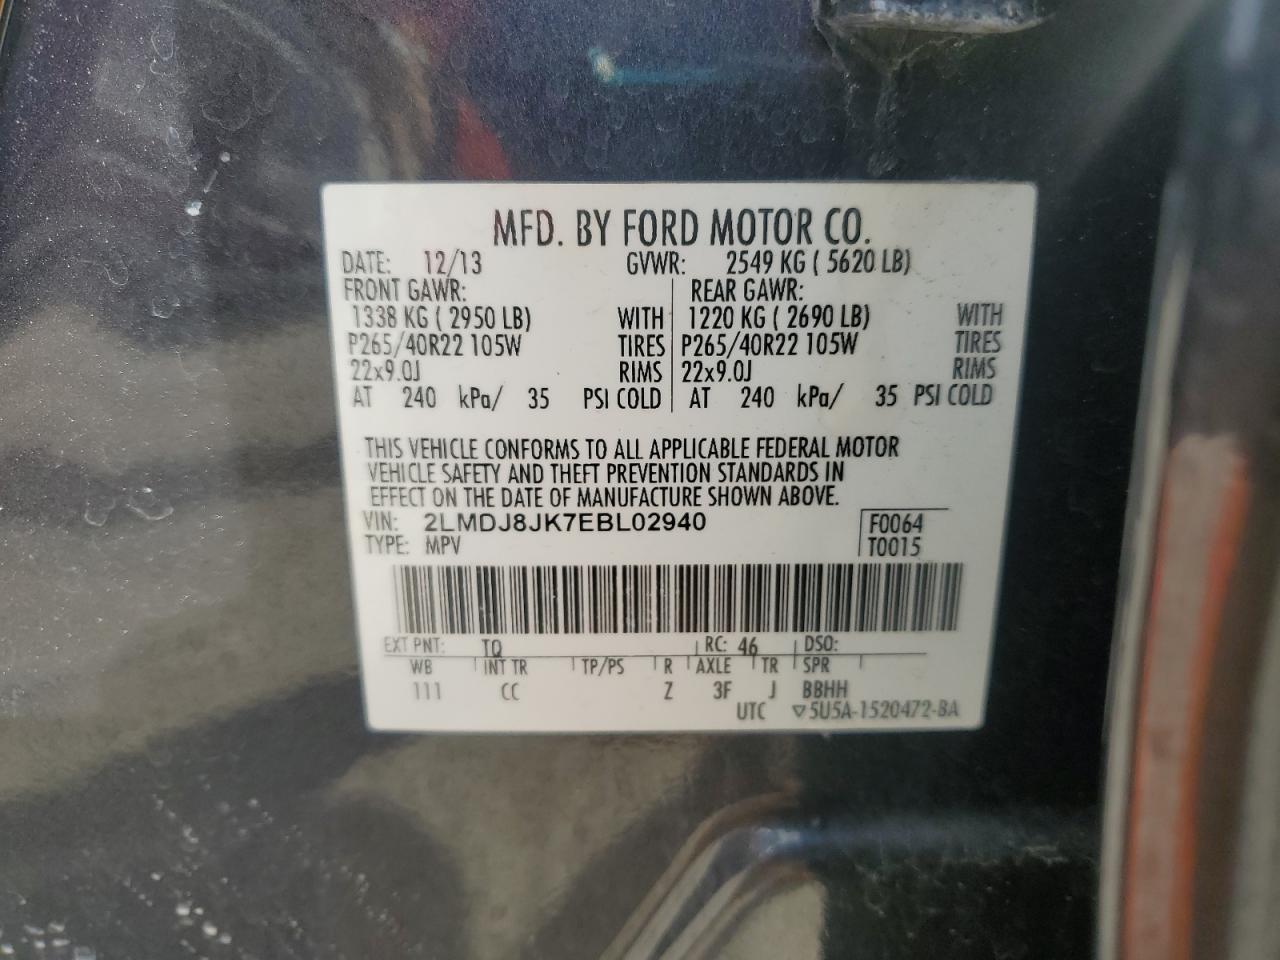 MFD. BY FORD MOTOR CO.
DATE: 12/13 GVWR: 2549 KG ( 5620 LB)
FRONT GAWR: REAR GAWR:
1338 KG ( 2950 LB) WITH 1220 KG ( 2690 LB) WITH
P265/40R22 105W TIRES P265/40R22 105W TIRES
22x9.0J RIMS 22x9.0J RIMS
AT 240 kPa/ 35 PSI COLD AT 240 kPa/ 35 PSI COLD
THIS VEHICLE CONFORMS TO ALL APPLICABLE FEDERAL MOTOR
VEHICLE SAFETY AND THEFT PREVENTION STANDARDS IN
EFFECT ON THE DATE OF MANUFACTURE SHOWN ABOVE.
VIN: 2LMDJ8JK7EBL02940 F0064
TYPE: MPV T0015
EXT PNT: TQ RC: 46 DSO:
WB INT TR TP/PS R AXLE TR SPR
111 CC Z 3F J BBHH
UTC ▽5U5A-1520472-BA